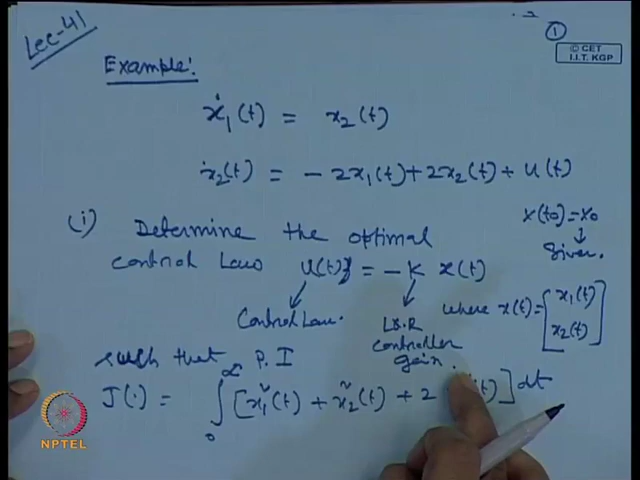 Lec-41
①
© CET
I.I.T. KGP
Example:
ẋ₁(t) = x₂(t)
ẋ₂(t) = -2x₁(t) + 2x₂(t) + u(t)
x(t0) = x0
↓
Given.
(i) Determine the optimal
control Law u(t) = -K x(t)
Control Law.
L.Q.R
controller
gain.
where x(t) = [x₁(t)
x₂(t)]
such that P.I
J(.) = ∫₀^∞ [x₁²(t) + x₂²(t) + 2 (t)] dt
NPTEL